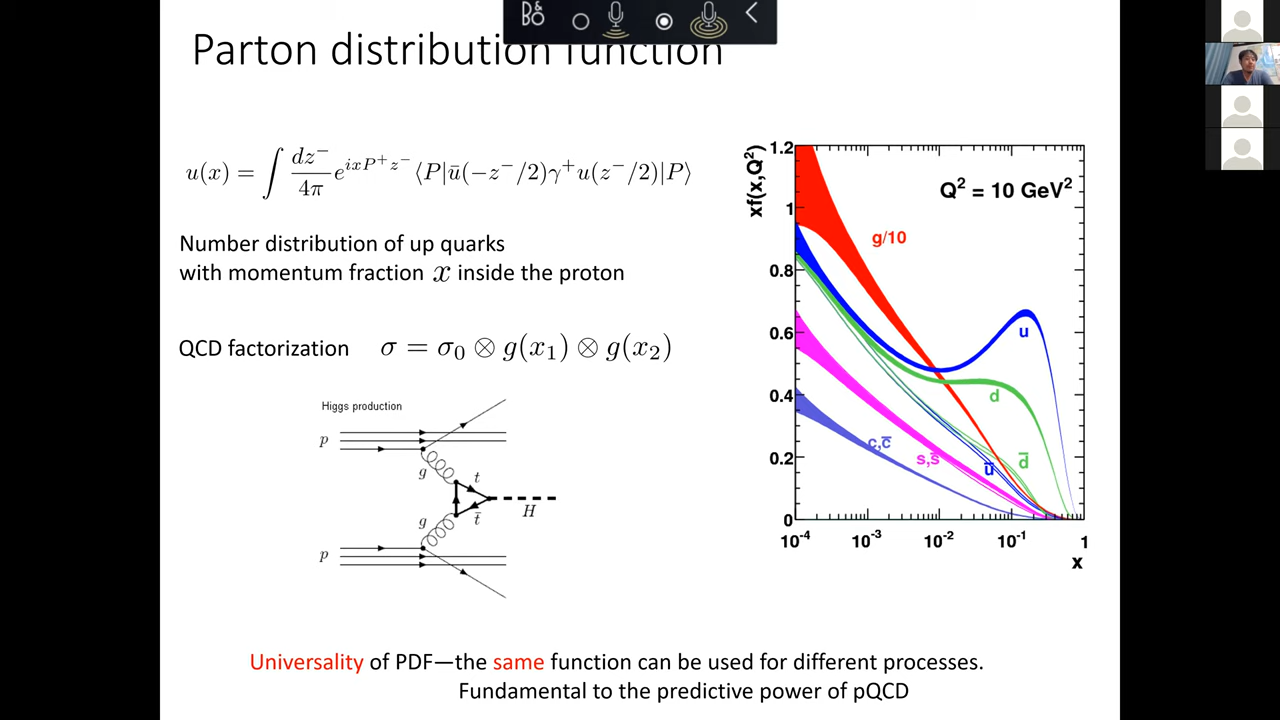 B&O
Parton distribution function
u(x) = ∫ dz⁻/4π e^{ixP⁺z⁻} ⟨P|ū(−z⁻/2)γ⁺u(z⁻/2)|P⟩
Number distribution of up quarks
with momentum fraction x inside the proton
QCD factorization σ = σ₀ ⊗ g(x₁) ⊗ g(x₂)
Higgs production
p
g
t
H
g
t̄
p
xf(x,Q²)
Q² = 10 GeV²
g/10
u
d
c,c̄
s,s̄
ū
d̄
1.2
1
0.8
0.6
0.4
0.2
0
10⁻⁴ 10⁻³ 10⁻² 10⁻¹ 1
x
Universality of PDF—the same function can be used for different processes.
Fundamental to the predictive power of pQCD